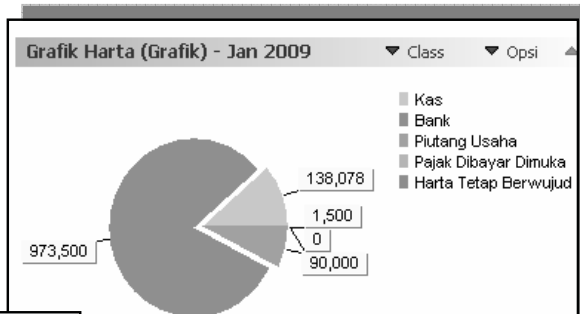 Grafik Harta (Grafik) - Jan 2009 Class Opsi
Kas
Bank
Piutang Usaha
Pajak Dibayar Dimuka
Harta Tetap Berwujud
138,078
1,500
0
90,000
973,500